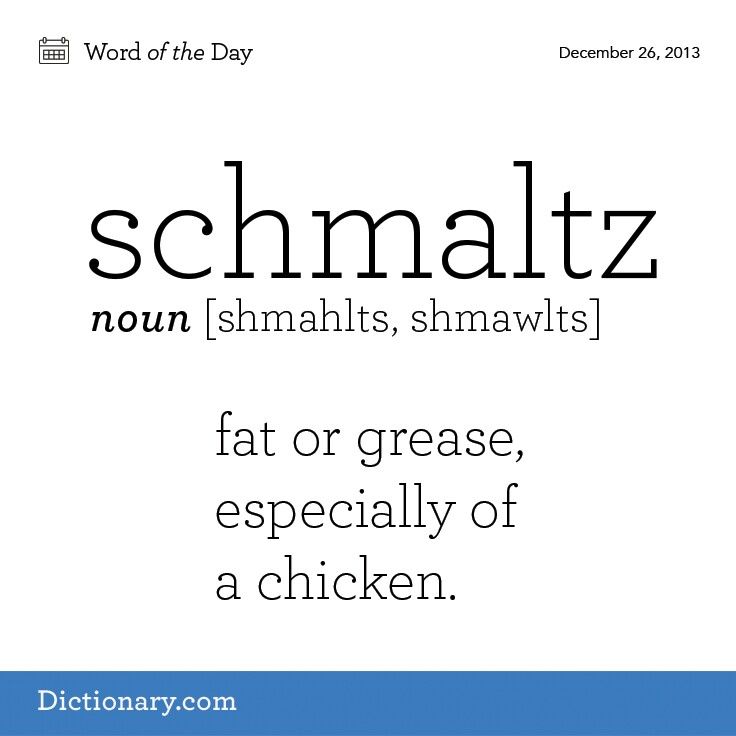 Word of the Day
December 26, 2013
schmaltz
noun [shmahlts, shmawlts]
fat or grease,
especially of
a chicken.
Dictionary.com